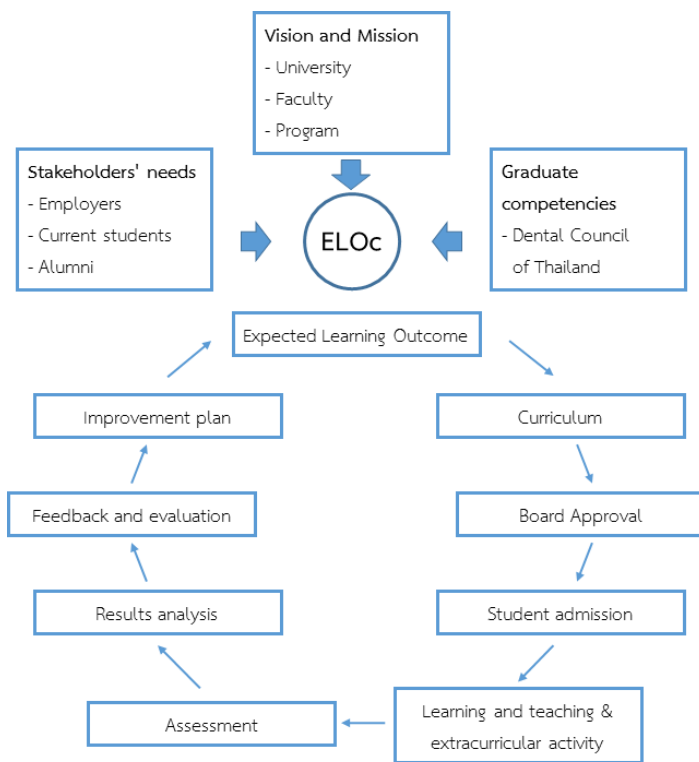 Vision and Mission
- University
- Faculty
- Program
Stakeholders' needs
- Employers
- Current students
- Alumni
ELOc
Graduate
competencies
- Dental Council
of Thailand
Expected Learning Outcome
Improvement plan
Curriculum
Feedback and evaluation
Board Approval
Results analysis
Student admission
Assessment
Learning and teaching &
extracurricular activity